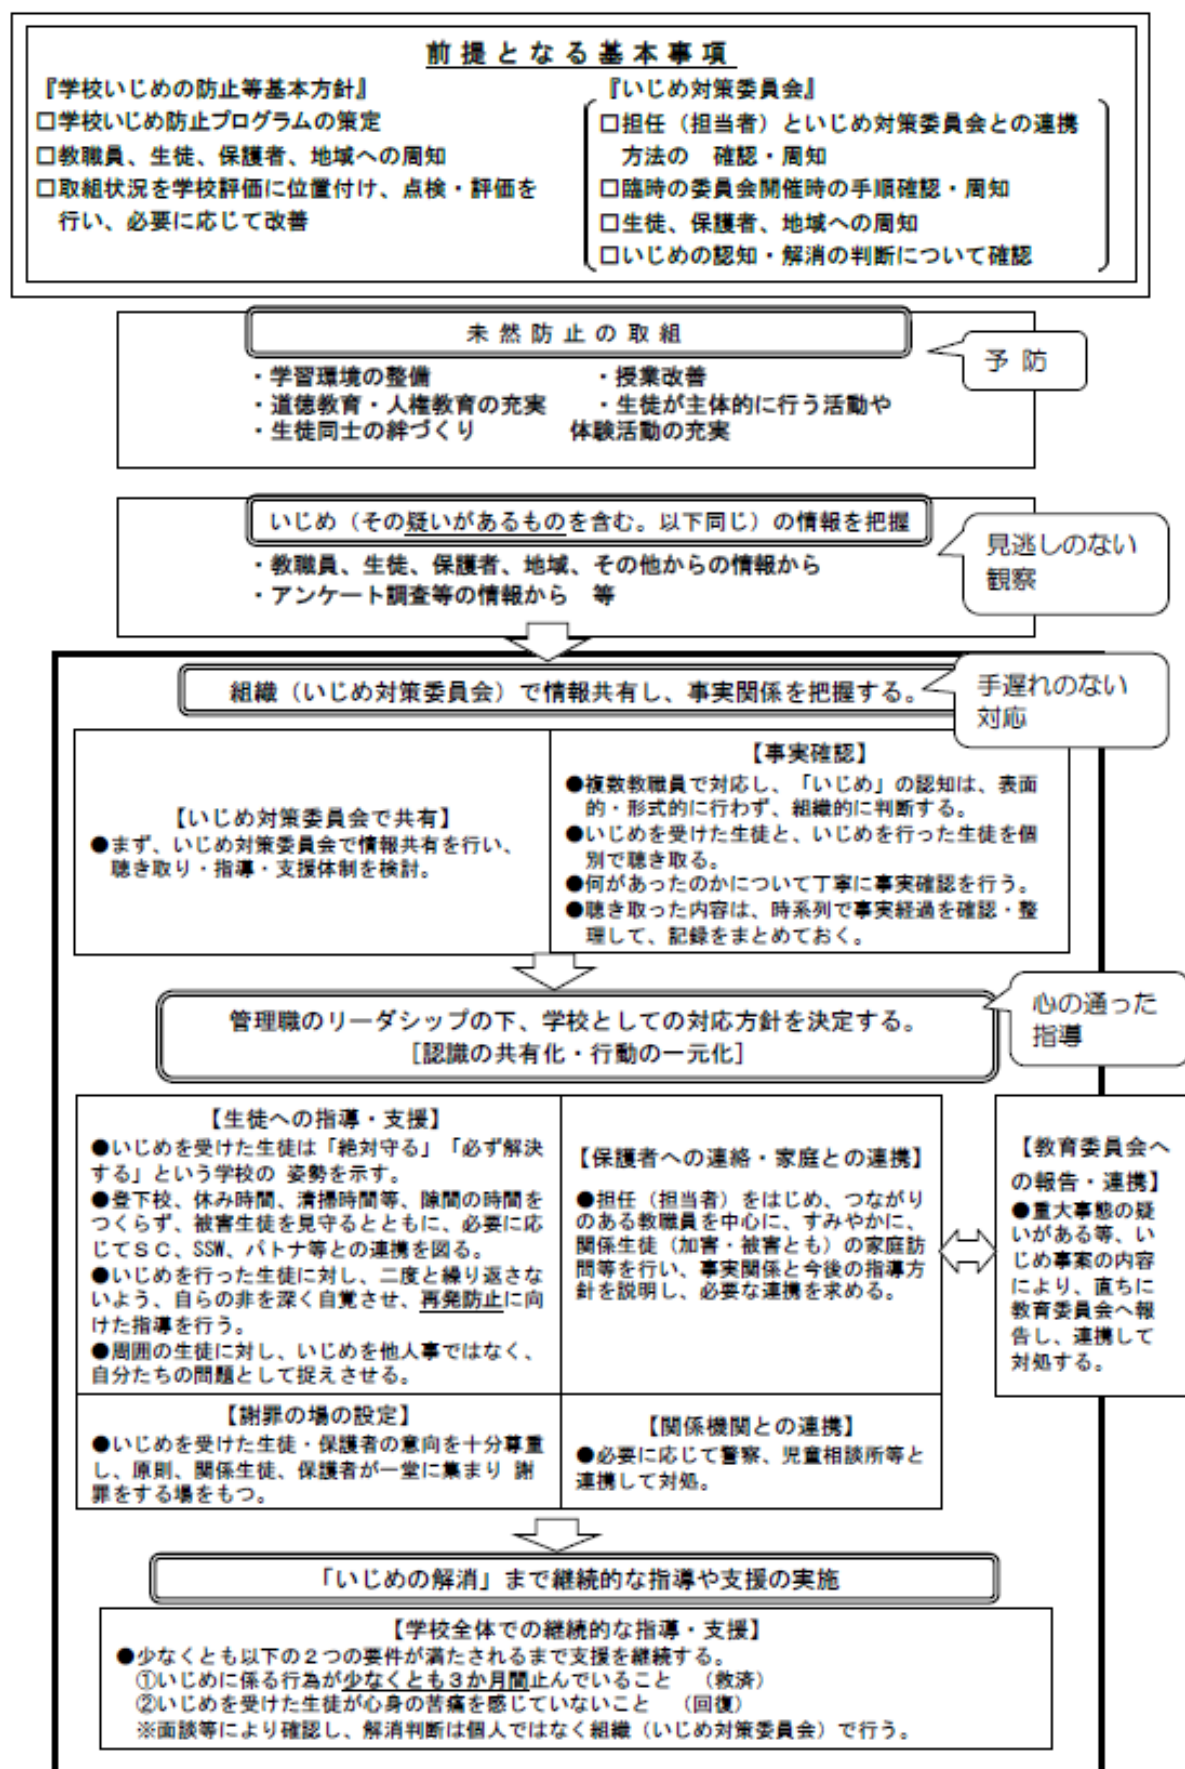 前提となる基本事項
『学校いじめの防止等基本方針』
□学校いじめ防止プログラムの策定
□教職員、生徒、保護者、地域への周知
□取組状況を学校評価に位置付け、点検・評価を
行い、必要に応じて改善
『いじめ対策委員会』
□担任（担当者）といじめ対策委員会との連携
方法の　確認・周知
□臨時の委員会開催時の手順確認・周知
□生徒、保護者、地域への周知
□いじめの認知・解消の判断について確認
未然防止の取組
予 防
・学習環境の整備　・授業改善
・道徳教育・人権教育の充実　・生徒が主体的に行う活動や
・生徒同士の絆づくり　体験活動の充実
いじめ（その疑いがあるものを含む。以下同じ）の情報を把握
見逃しのない
観察
・教職員、生徒、保護者、地域、その他からの情報から
・アンケート調査等の情報から　等
組織（いじめ対策委員会）で情報共有し、事実関係を把握する。
手遅れのない
対応
【いじめ対策委員会で共有】
●まず、いじめ対策委員会で情報共有を行い、
聴き取り・指導・支援体制を検討。
【事実確認】
●複数教職員で対応し、「いじめ」の認知は、表面
的・形式的に行わず、組織的に判断する。
●いじめを受けた生徒と、いじめを行った生徒を個
別で聴き取る。
●何があったのかについて丁寧に事実確認を行う。
●聴き取った内容は、時系列で事実経過を確認・整
理して、記録をまとめておく。
管理職のリーダシップの下、学校としての対応方針を決定する。
［認識の共有化・行動の一元化］
心の通った
指導
【生徒への指導・支援】
●いじめを受けた生徒は「絶対守る」「必ず解決
する」という学校の 姿勢を示す。
●登下校、休み時間、清掃時間等、隙間の時間を
つくらず、被害生徒を見守るとともに、必要に応
じてＳＣ、SSW、パトナ等との連携を図る。
●いじめを行った生徒に対し、二度と繰り返さな
いよう、自らの非を深く自覚させ、再発防止に向
けた指導を行う。
●周囲の生徒に対し、いじめを他人事ではなく、
自分たちの問題として捉えさせる。
【保護者への連絡・家庭との連携】
●担任（担当者）をはじめ、つながり
のある教職員を中心に、すみやかに、
関係生徒（加害・被害とも）の家庭訪
問等を行い、事実関係と今後の指導方
針を説明し、必要な連携を求める。
【教育委員会へ
の報告・連携】
●重大事態の疑
いがある等、い
じめ事案の内容
により、直ちに
教育委員会へ報
告し、連携して
対処する。
【謝罪の場の設定】
●いじめを受けた生徒・保護者の意向を十分尊重
し、原則、関係生徒、保護者が一堂に集まり 謝
罪をする場をもつ。
【関係機関との連携】
●必要に応じて警察、児童相談所等と
連携して対処。
「いじめの解消」まで継続的な指導や支援の実施
【学校全体での継続的な指導・支援】
●少なくとも以下の２つの要件が満たされるまで支援を継続する。
①いじめに係る行為が少なくとも３か月間止んでいること　（救済）
②いじめを受けた生徒が心身の苦痛を感じていないこと　（回復）
※面談等により確認し、解消判断は個人ではなく組織（いじめ対策委員会）で行う。